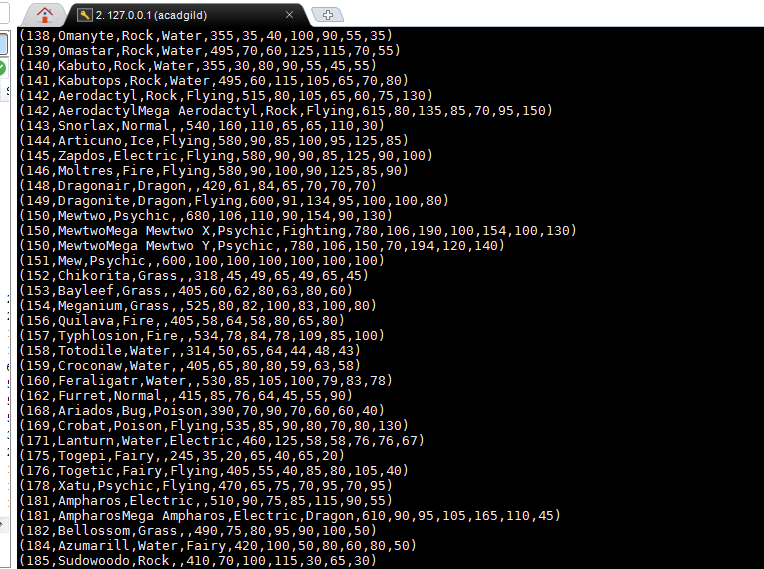 2. 127.0.0.1 (acadgild)
(138,Omanyte,Rock,Water,355,35,40,100,90,55,35)
(139,Omastar,Rock,Water,495,70,60,125,115,70,55)
(140,Kabuto,Rock,Water,355,30,80,90,55,45,55)
(141,Kabutops,Rock,Water,495,60,115,105,65,70,80)
(142,Aerodactyl,Rock,Flying,515,80,105,65,60,75,130)
(142,AerodactylMega Aerodactyl,Rock,Flying,615,80,135,85,70,95,150)
(143,Snorlax,Normal,,540,160,110,65,65,110,30)
(144,Articuno,Ice,Flying,580,90,85,100,95,125,85)
(145,Zapdos,Electric,Flying,580,90,90,85,125,90,100)
(146,Moltres,Fire,Flying,580,90,100,90,125,85,90)
(148,Dragonair,Dragon,,420,61,84,65,70,70,70)
(149,Dragonite,Dragon,Flying,600,91,134,95,100,100,80)
(150,Mewtwo,Psychic,,680,106,110,90,154,90,130)
(150,MewtwoMega Mewtwo X,Psychic,Fighting,780,106,190,100,154,100,130)
(150,MewtwoMega Mewtwo Y,Psychic,,780,106,150,70,194,120,140)
(151,Mew,Psychic,,600,100,100,100,100,100,100)
(152,Chikorita,Grass,,318,45,49,65,49,65,45)
(153,Bayleef,Grass,,405,60,62,80,63,80,60)
(154,Meganium,Grass,,525,80,82,100,83,100,80)
(156,Quilava,Fire,,405,58,64,58,80,65,80)
(157,Typhlosion,Fire,,534,78,84,78,109,85,100)
(158,Totodile,Water,,314,50,65,64,44,48,43)
(159,Croconaw,Water,,405,65,80,80,59,63,58)
(160,Feraligatr,Water,,530,85,105,100,79,83,78)
(162,Furret,Normal,,415,85,76,64,45,55,90)
(168,Ariados,Bug,Poison,390,70,90,70,60,60,40)
(169,Crobat,Poison,Flying,535,85,90,80,70,80,130)
(171,Lanturn,Water,Electric,460,125,58,58,76,76,67)
(175,Togepi,Fairy,,245,35,20,65,40,65,20)
(176,Togetic,Fairy,Flying,405,55,40,85,80,105,40)
(178,Xatu,Psychic,Flying,470,65,75,70,95,70,95)
(181,Ampharos,Electric,,510,90,75,85,115,90,55)
(181,AmpharosMega Ampharos,Electric,Dragon,610,90,95,105,165,110,45)
(182,Bellossom,Grass,,490,75,80,95,90,100,50)
(184,Azumarill,Water,Fairy,420,100,50,80,60,80,50)
(185,Sudowoodo,Rock,,410,70,100,115,30,65,30)